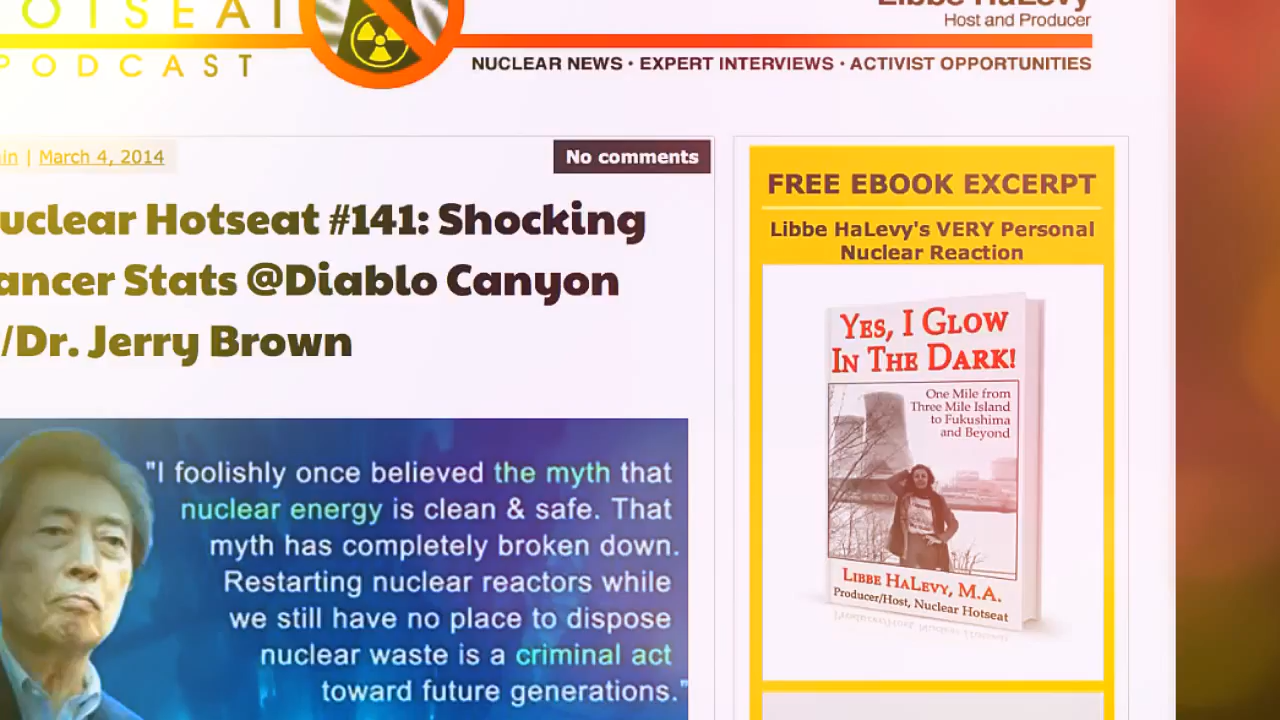 OTSEAT
PODCAST
Libbe HaLevy
Host and Producer
NUCLEAR NEWS • EXPERT INTERVIEWS • ACTIVIST OPPORTUNITIES
in | March 4, 2014
No comments
uclear Hotseat #141: Shocking
ancer Stats @Diablo Canyon
/Dr. Jerry Brown
"I foolishly once believed the myth that
nuclear energy is clean & safe. That
myth has completely broken down.
Restarting nuclear reactors while
we still have no place to dispose
nuclear waste is a criminal act
toward future generations."
FREE EBOOK EXCERPT
Libbe HaLevy's VERY Personal
Nuclear Reaction
YES, I GLOW
IN THE DARK!
One Mile from
Three Mile Island
to Fukushima
and Beyond
LIBBE HALEVY, M.A.
Producer/Host, Nuclear Hotseat